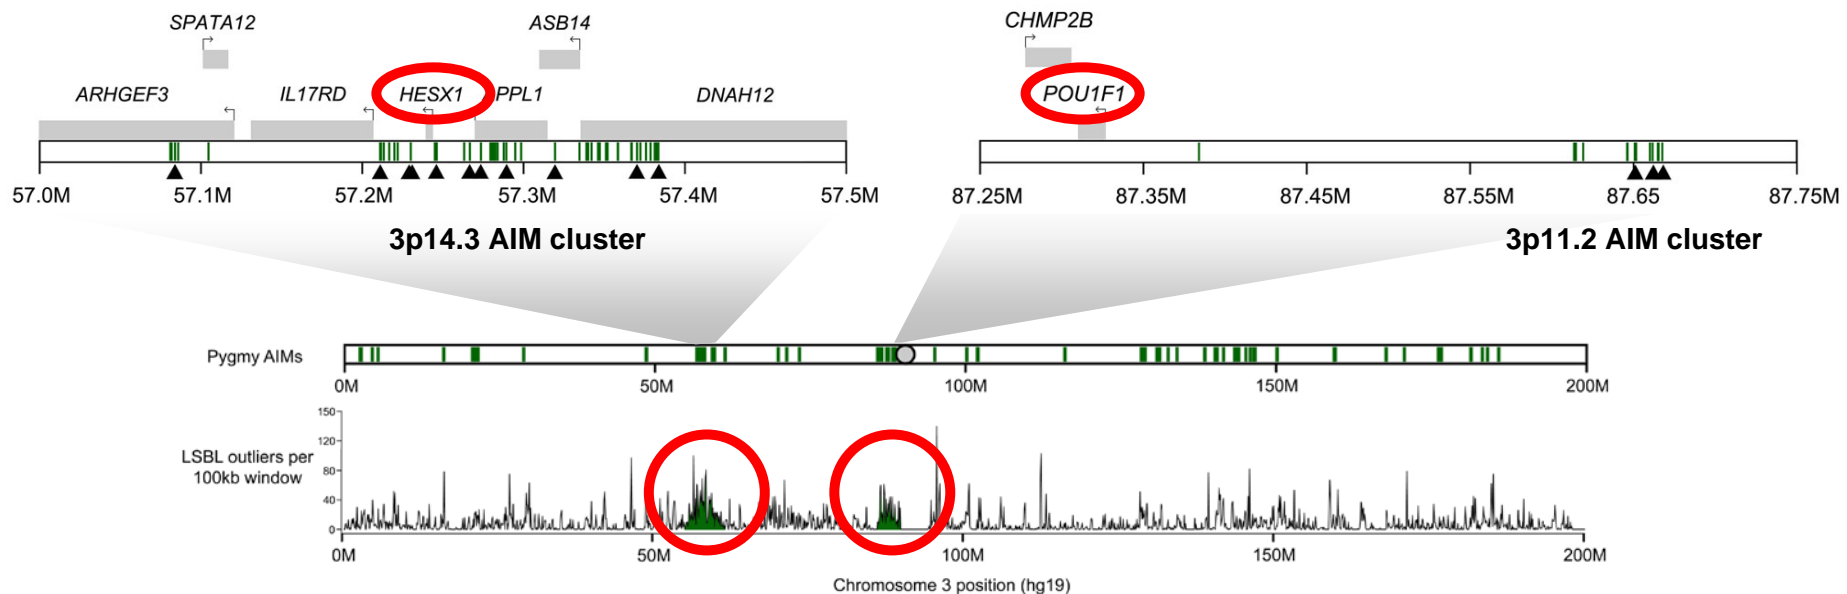 SPATA12 ASB14 CHMP2B
ARHGEF3 IL17RD HESX1 PPL1 DNAH12 POU1F1
57.0M 57.1M 57.2M 57.3M 57.4M 57.5M 87.25M 87.35M 87.45M 87.55M 87.65 87.75M
3p14.3 AIM cluster 3p11.2 AIM cluster
Pygmy AIMs
0M 50M 100M 150M 200M
150
120
LSBL outliers per
100kb window
80
40
0
0M 50M 100M 150M 200M
Chromosome 3 position (hg19)